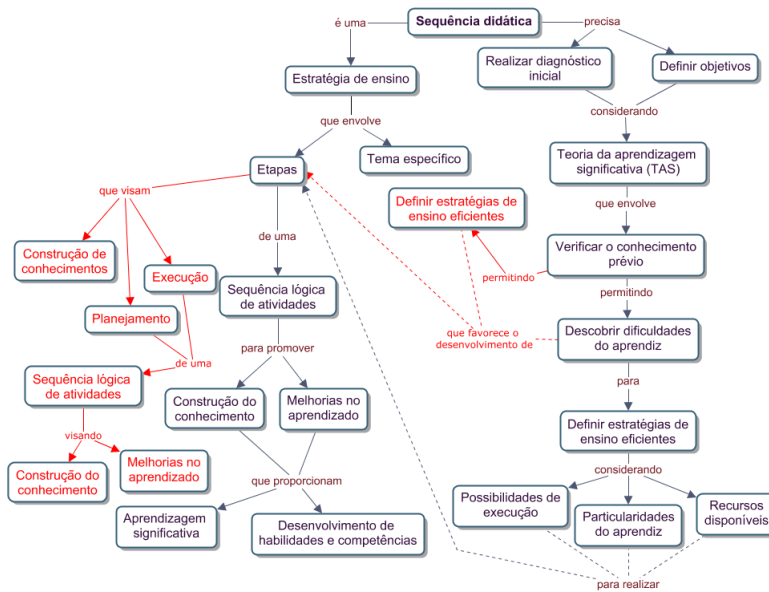 Sequência didática
é uma
precisa
Realizar diagnóstico
inicial
Definir objetivos
Estratégia de ensino
considerando
que envolve
Tema específico
Etapas
Teoria da aprendizagem
significativa (TAS)
que visam
Definir estratégias de
ensino eficientes
que envolve
de uma
Construção de
conhecimentos
Execução
Verificar o conhecimento
prévio
permitindo
permitindo
Sequência lógica
de atividades
Planejamento
que favorece o
desenvolvimento de
Descobrir dificuldades
do aprendiz
para promover
de uma
Sequência lógica
de atividades
para
Construção do
conhecimento
Melhorias no
aprendizado
Definir estratégias de
ensino eficientes
visando
Construção do
conhecimento
Melhorias no
aprendizado
considerando
que proporcionam
Possibilidades de
execução
Particularidades
do aprendiz
Recursos
disponíveis
Aprendizagem
significativa
Desenvolvimento de
habilidades e competências
para realizar